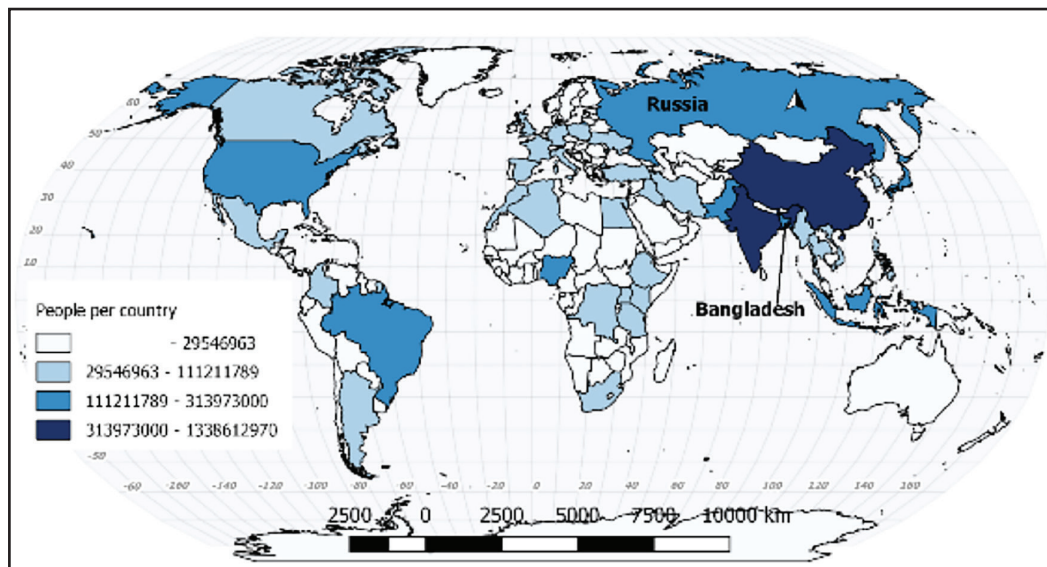 Russia
Bangladesh
People per country
- 29546963
29546963 - 111211789
111211789 - 313973000
313973000 - 1338612970
60
50
40
30
20
10
-50
-60
-160 -140 -120 -100 -80 -60 -40 -20 0 20 40 60 80 100 120 140 160
2500 0 2500 5000 7500 10000 km